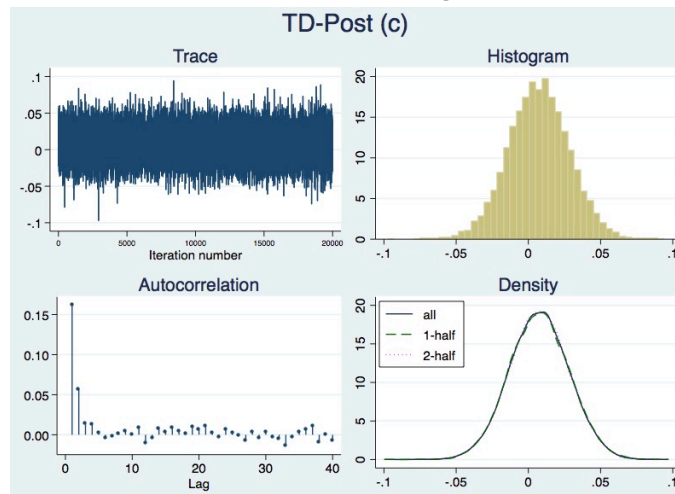 TD-Post (c)
Trace
.1
.05
0
-.05
-.1
0 5000 10000 15000 20000
Iteration number
Histogram
20
15
10
5
0
-.1 -.05 0 .05 .1
Autocorrelation
0.15
0.10
0.05
0.00
0 10 20 30 40
Lag
Density
all
1-half
2-half
20
15
10
5
0
-.1 -.05 0 .05 .1